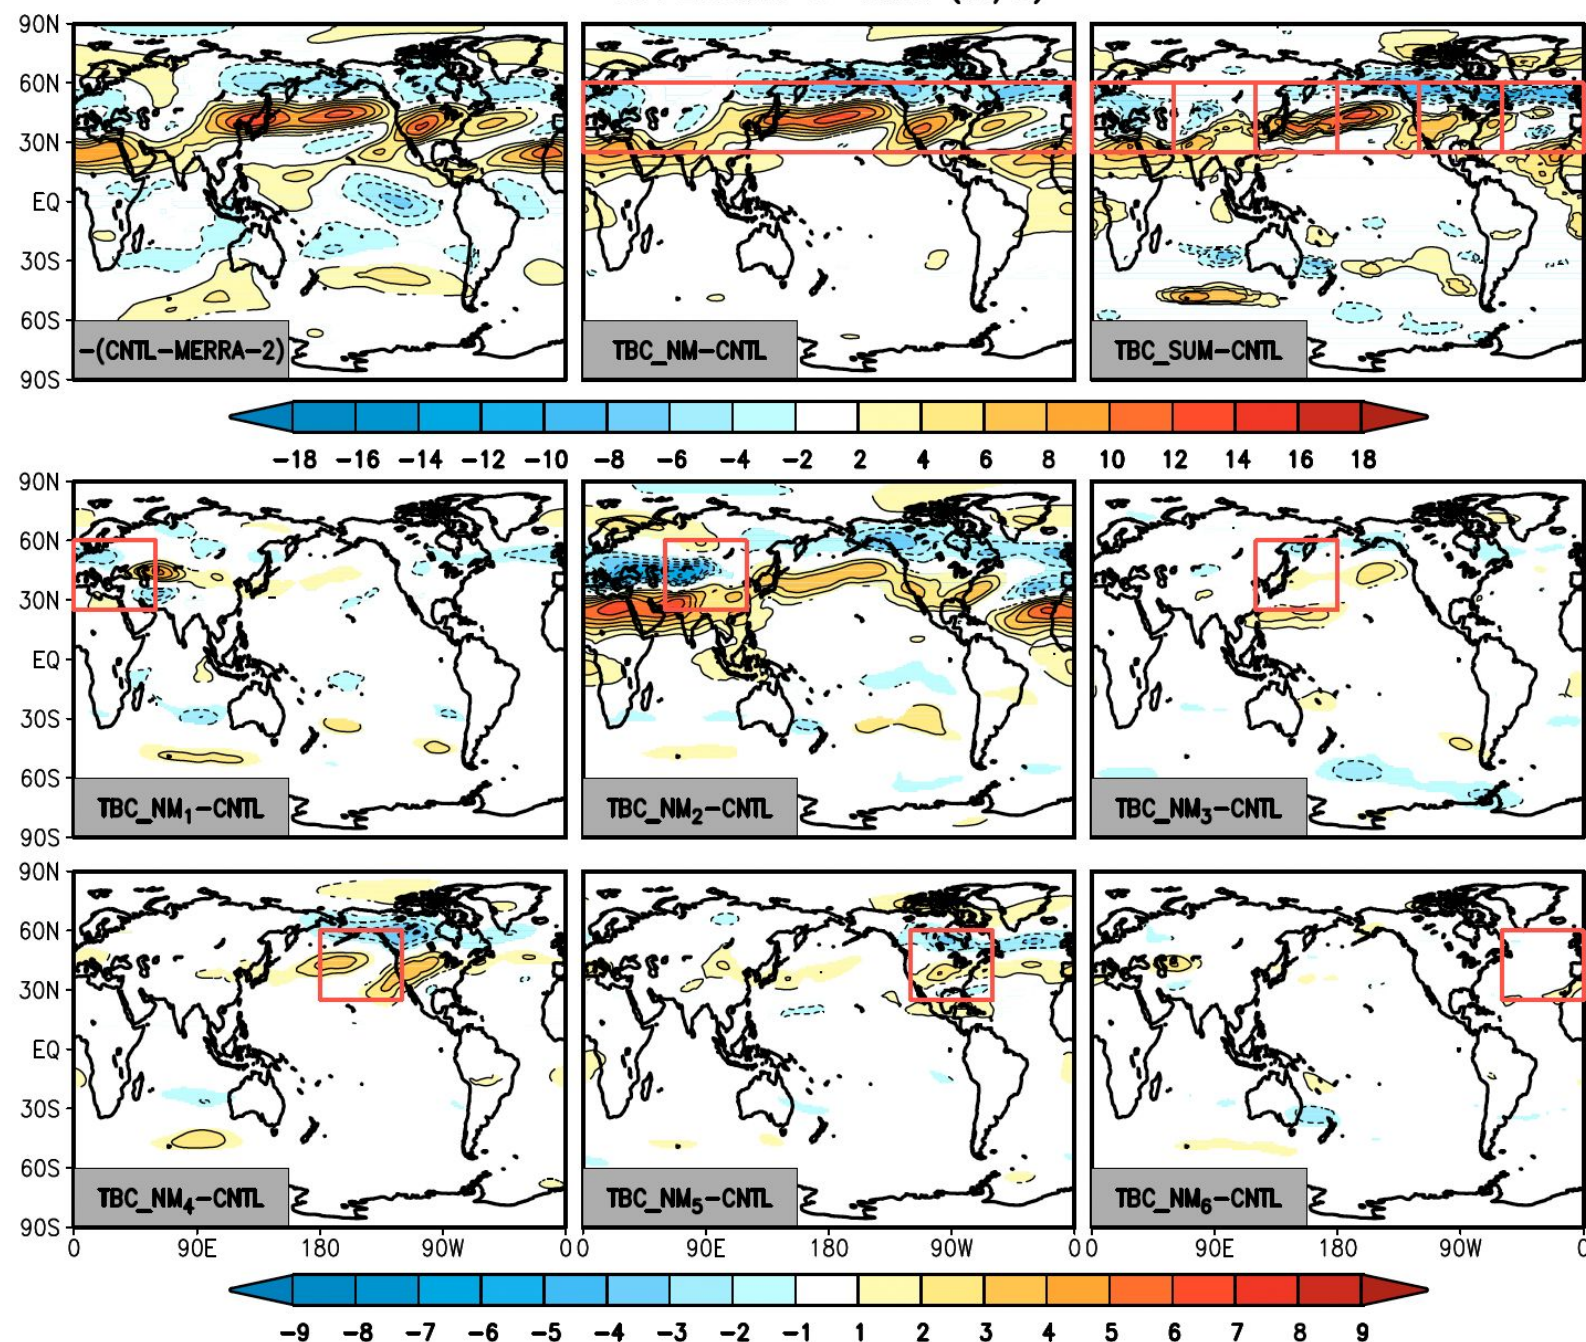 90N
60N
30N
EQ
30S
60S
90S
-(CNTL-MERRA-2)
TBC_NM-CNTL
TBC_SUM-CNTL
-18 -16 -14 -12 -10 -8 -6 -4 -2 2 4 6 8 10 12 14 16 18
90N
60N
30N
EQ
30S
60S
90S
TBC_NM₁-CNTL
TBC_NM₂-CNTL
TBC_NM₃-CNTL
90N
60N
30N
EQ
30S
60S
90S
TBC_NM₄-CNTL
TBC_NM₅-CNTL
TBC_NM₆-CNTL
0 90E 180 90W 0
0 90E 180 90W 0
0 90E 180 90W 0
-9 -8 -7 -6 -5 -4 -3 -2 -1 1 2 3 4 5 6 7 8 9